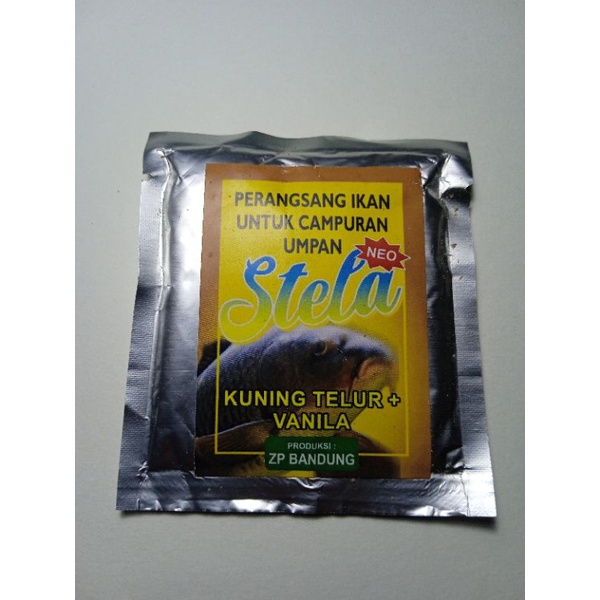 PERANGSANG IKAN
UNTUK CAMPURAN
UMPAN
NEO
Stela
KUNING TELUR +
VANILA
PRODUKSI :
ZP BANDUNG